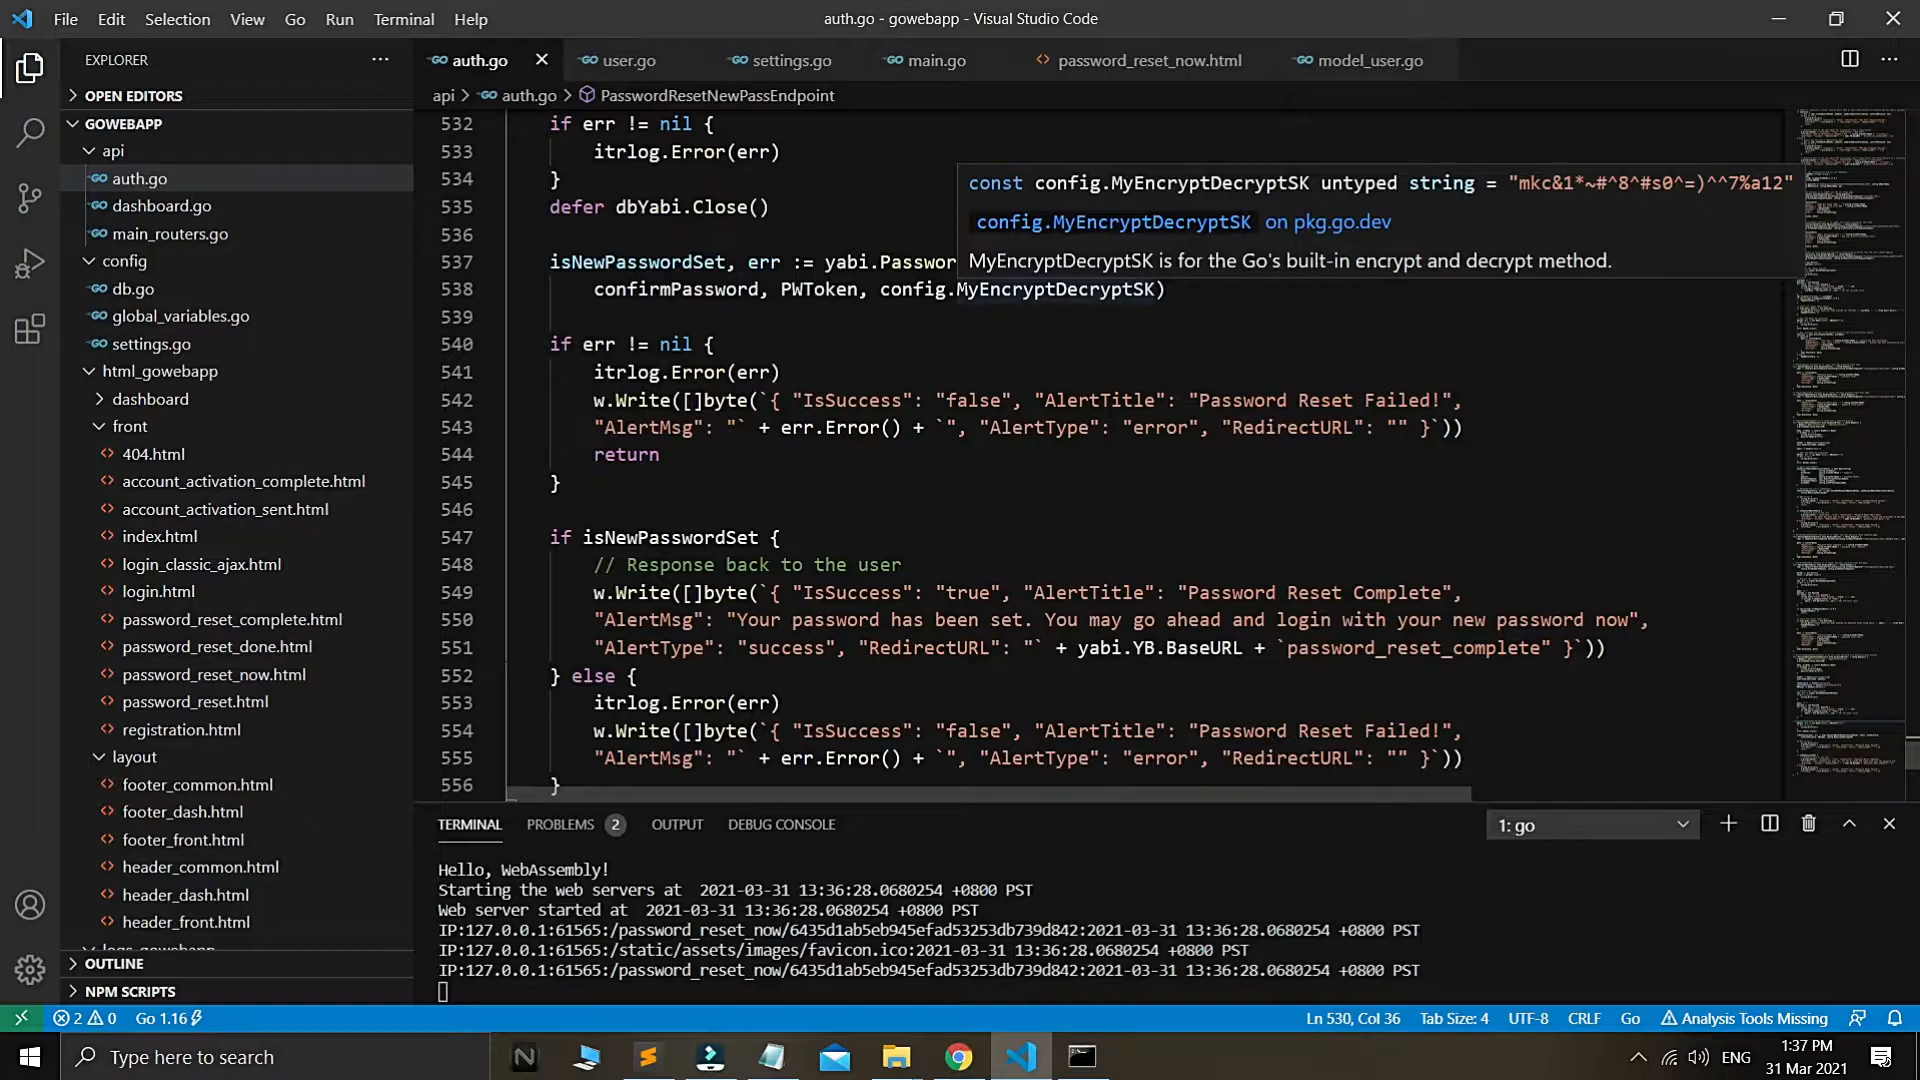 File Edit Selection View Go Run Terminal Help
auth.go - gowebapp - Visual Studio Code
EXPLORER
auth.go
user.go
settings.go
main.go
password_reset_now.html
model_user.go
OPEN EDITORS
api > auth.go > PasswordResetNewPassEndpoint
GOWEBAPP
api
auth.go
dashboard.go
main_routers.go
config
db.go
global_variables.go
settings.go
html_gowebapp
dashboard
front
404.html
account_activation_complete.html
account_activation_sent.html
index.html
login_classic_ajax.html
login.html
password_reset_complete.html
password_reset_done.html
password_reset_now.html
password_reset.html
registration.html
layout
footer_common.html
footer_dash.html
footer_front.html
header_common.html
header_dash.html
header_front.html
logs_gowebapp
OUTLINE
NPM SCRIPTS
532 if err != nil {
533 itrlog.Error(err)
534 }
535 defer dbYabi.Close()
536
537 isNewPasswordSet, err := yabi.Passwor
538 confirmPassword, PWToken, config.MyEncryptDecryptSK)
539
540 if err != nil {
541 itrlog.Error(err)
542 w.Write([]byte(`{ "IsSuccess": "false", "AlertTitle": "Password Reset Failed!",
543 "AlertMsg": "` + err.Error() + `", "AlertType": "error", "RedirectURL": "" }`))
544 return
545 }
546
547 if isNewPasswordSet {
548 // Response back to the user
549 w.Write([]byte(`{ "IsSuccess": "true", "AlertTitle": "Password Reset Complete",
550 "AlertMsg": "Your password has been set. You may go ahead and login with your new password now",
551 "AlertType": "success", "RedirectURL": "` + yabi.YB.BaseURL + `password_reset_complete" }`))
552 } else {
553 itrlog.Error(err)
554 w.Write([]byte(`{ "IsSuccess": "false", "AlertTitle": "Password Reset Failed!",
555 "AlertMsg": "` + err.Error() + `", "AlertType": "error", "RedirectURL": "" }`))
556 }
const config.MyEncryptDecryptSK untyped string = "mkc&1*~#^8^#s0^=)^^7%a12"
config.MyEncryptDecryptSK on pkg.go.dev
MyEncryptDecryptSK is for the Go's built-in encrypt and decrypt method.
TERMINAL PROBLEMS 2 OUTPUT DEBUG CONSOLE
1: go
Hello, WebAssembly!
Starting the web servers at 2021-03-31 13:36:28.0680254 +0800 PST
Web server started at 2021-03-31 13:36:28.0680254 +0800 PST
IP:127.0.0.1:61565:/password_reset_now/6435d1ab5eb945efad53253db739d842:2021-03-31 13:36:28.0680254 +0800 PST
IP:127.0.0.1:61565:/static/assets/images/favicon.ico:2021-03-31 13:36:28.0680254 +0800 PST
IP:127.0.0.1:61565:/password_reset_now/6435d1ab5eb945efad53253db739d842:2021-03-31 13:36:28.0680254 +0800 PST
2 0 Go 1.16
Ln 530, Col 36 Tab Size: 4 UTF-8 CRLF Go Analysis Tools Missing
Type here to search
ENG
1:37 PM
31 Mar 2021